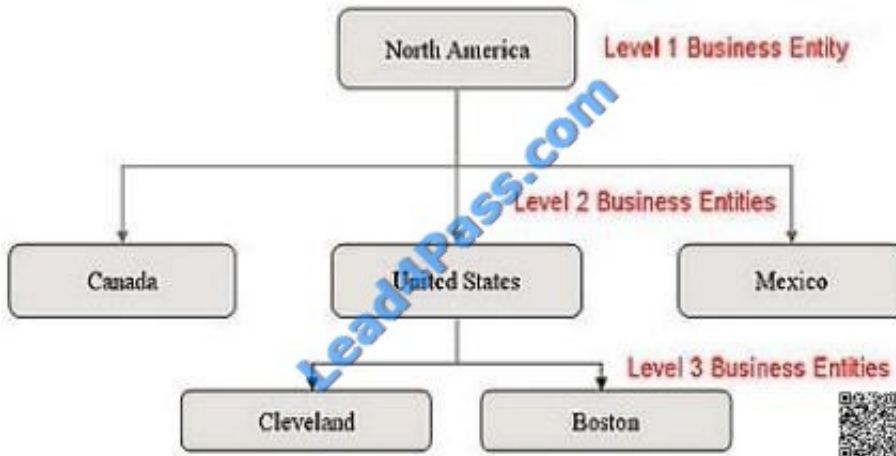 North America
Level 1 Business Entity
Level 2 Business Entities
Canada
United States
Mexico
Level 3 Business Entities
Cleveland
Boston
Lead4Pass.com